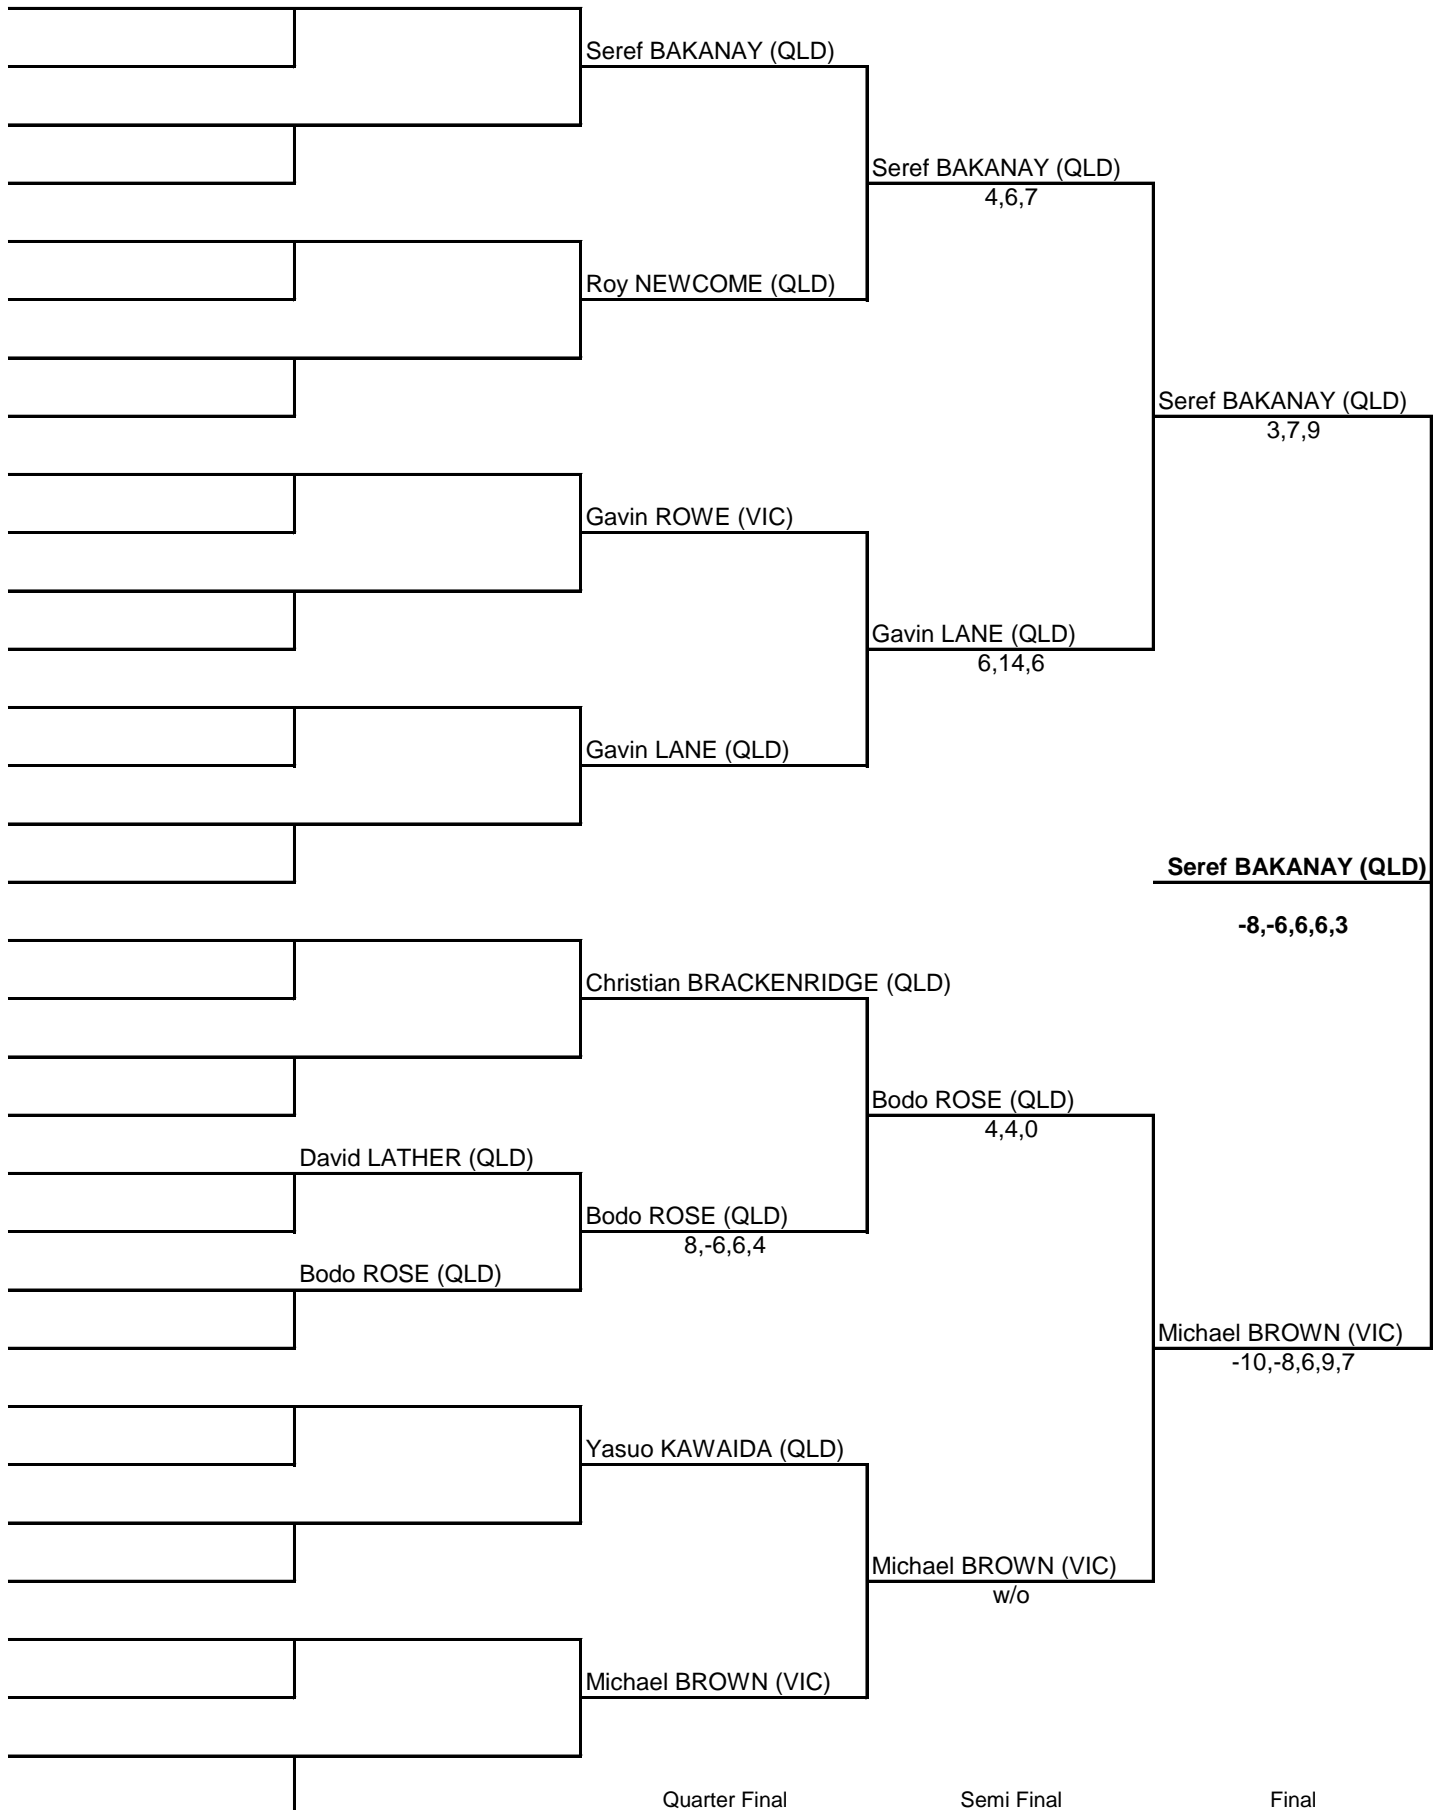 Seref BAKANAY (QLD)
Seref BAKANAY (QLD)
4,6,7
Roy NEWCOME (QLD)
Seref BAKANAY (QLD)
3,7,9
Gavin ROWE (VIC)
Gavin LANE (QLD)
6,14,6
Gavin LANE (QLD)
Seref BAKANAY (QLD)
-8,-6,6,6,3
Christian BRACKENRIDGE (QLD)
Bodo ROSE (QLD)
4,4,0
David LATHER (QLD)
Bodo ROSE (QLD)
8,-6,6,4
Bodo ROSE (QLD)
Michael BROWN (VIC)
-10,-8,6,9,7
Yasuo KAWAIDA (QLD)
Michael BROWN (VIC)
w/o
Michael BROWN (VIC)
Quarter Final Semi Final Final